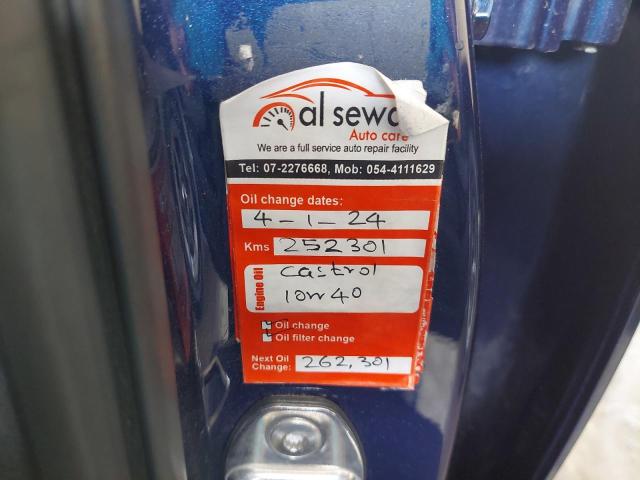 al sewa
Auto care
We are a full service auto repair facility
Tel: 07-2276668, Mob: 054-4111629
Oil change dates:
4-1-24
Kms 252301
Engine Oil
Castrol
10w40
Oil change
Oil filter change
Next Oil
Change: 262,301